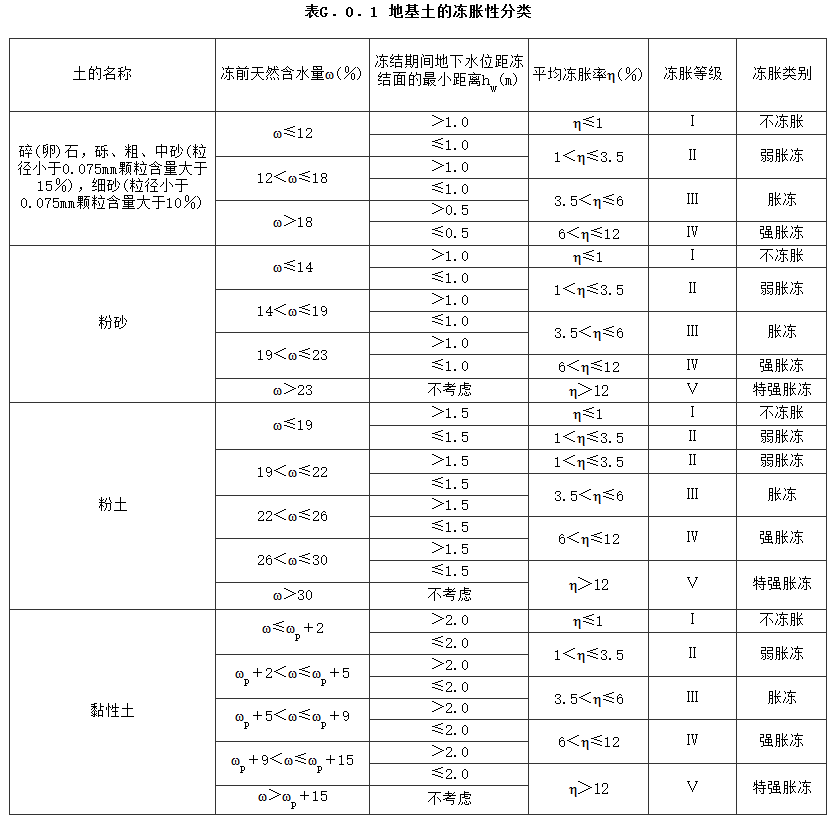 表G.0.1 地基土的冻胀性分类
土的名称 冻前天然含水量ω(%) 冻结期间地下水位距冻结面的最小距离hw(m) 平均冻胀率η(%) 冻胀等级 冻胀类别
碎(卵)石，砾、粗、中砂(粒
径小于0.075mm颗粒含量大于
15%)，细砂(粒径小于
0.075mm颗粒含量大于10%)
ω≤12 >1.0 η≤1 Ⅰ 不冻胀
≤1.0 1<η≤3.5 Ⅱ 弱胀冻
12<ω≤18 >1.0
≤1.0 3.5<η≤6 Ⅲ 胀冻
ω>18 >0.5
≤0.5 6<η≤12 Ⅳ 强胀冻
粉砂
ω≤14 >1.0 η≤1 Ⅰ 不冻胀
≤1.0 1<η≤3.5 Ⅱ 弱胀冻
14<ω≤19 >1.0
≤1.0 3.5<η≤6 Ⅲ 胀冻
19<ω≤23 >1.0
≤1.0 6<η≤12 Ⅳ 强胀冻
ω>23 不考虑 η>12 Ⅴ 特强胀冻
粉土
ω≤19 >1.5 η≤1 Ⅰ 不冻胀
≤1.5 1<η≤3.5 Ⅱ 弱胀冻
19<ω≤22 >1.5 1<η≤3.5 Ⅱ 弱胀冻
≤1.5 3.5<η≤6 Ⅲ 胀冻
22<ω≤26 >1.5
≤1.5 6<η≤12 Ⅳ 强胀冻
26<ω≤30 >1.5
≤1.5 η>12 Ⅴ 特强胀冻
ω>30 不考虑
黏性土
ω≤ωp+2 >2.0 η≤1 Ⅰ 不冻胀
≤2.0 1<η≤3.5 Ⅱ 弱胀冻
ωp+2<ω≤ωp+5 >2.0
≤2.0 3.5<η≤6 Ⅲ 胀冻
ωp+5<ω≤ωp+9 >2.0
≤2.0 6<η≤12 Ⅳ 强胀冻
ωp+9<ω≤ωp+15 >2.0
≤2.0 η>12 Ⅴ 特强胀冻
ω>ωp+15 不考虑